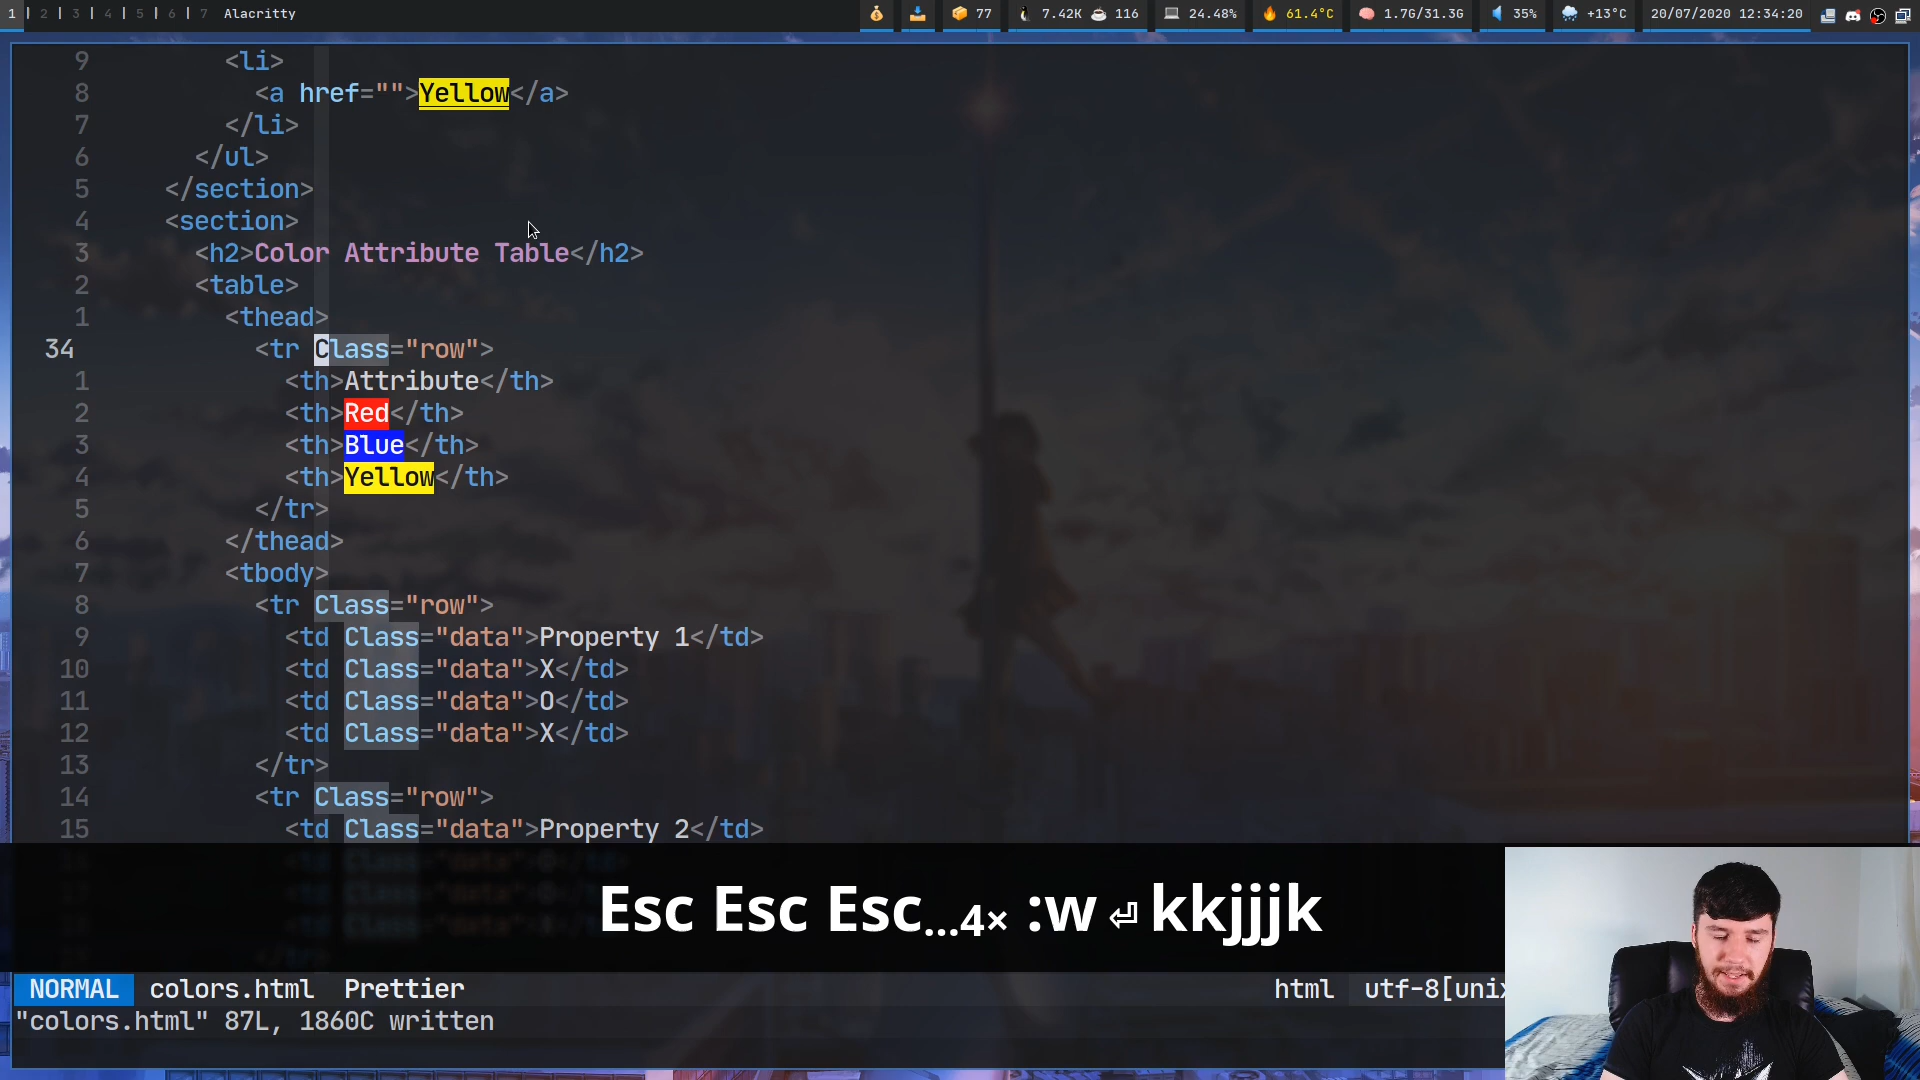 1 | 2 | 3 | 4 | 5 | 6 | 7 Alacritty 77 7.42K 116 24.48% 61.4°C 1.7G/31.3G 35% +13°C 20/07/2020 12:34:20
9 <li>
8 <a href="">Yellow</a>
7 </li>
6 </ul>
5 </section>
4 <section>
3 <h2>Color Attribute Table</h2>
2 <table>
1 <thead>
34 <tr Class="row">
1 <th>Attribute</th>
2 <th>Red</th>
3 <th>Blue</th>
4 <th>Yellow</th>
5 </tr>
6 </thead>
7 <tbody>
8 <tr Class="row">
9 <td Class="data">Property 1</td>
10 <td Class="data">X</td>
11 <td Class="data">O</td>
12 <td Class="data">X</td>
13 </tr>
14 <tr Class="row">
15 <td Class="data">Property 2</td>
Esc Esc Esc...4× :w ⏎ kkjjjk
NORMAL colors.html Prettier html utf-8[unix
"colors.html" 87L, 1860C written